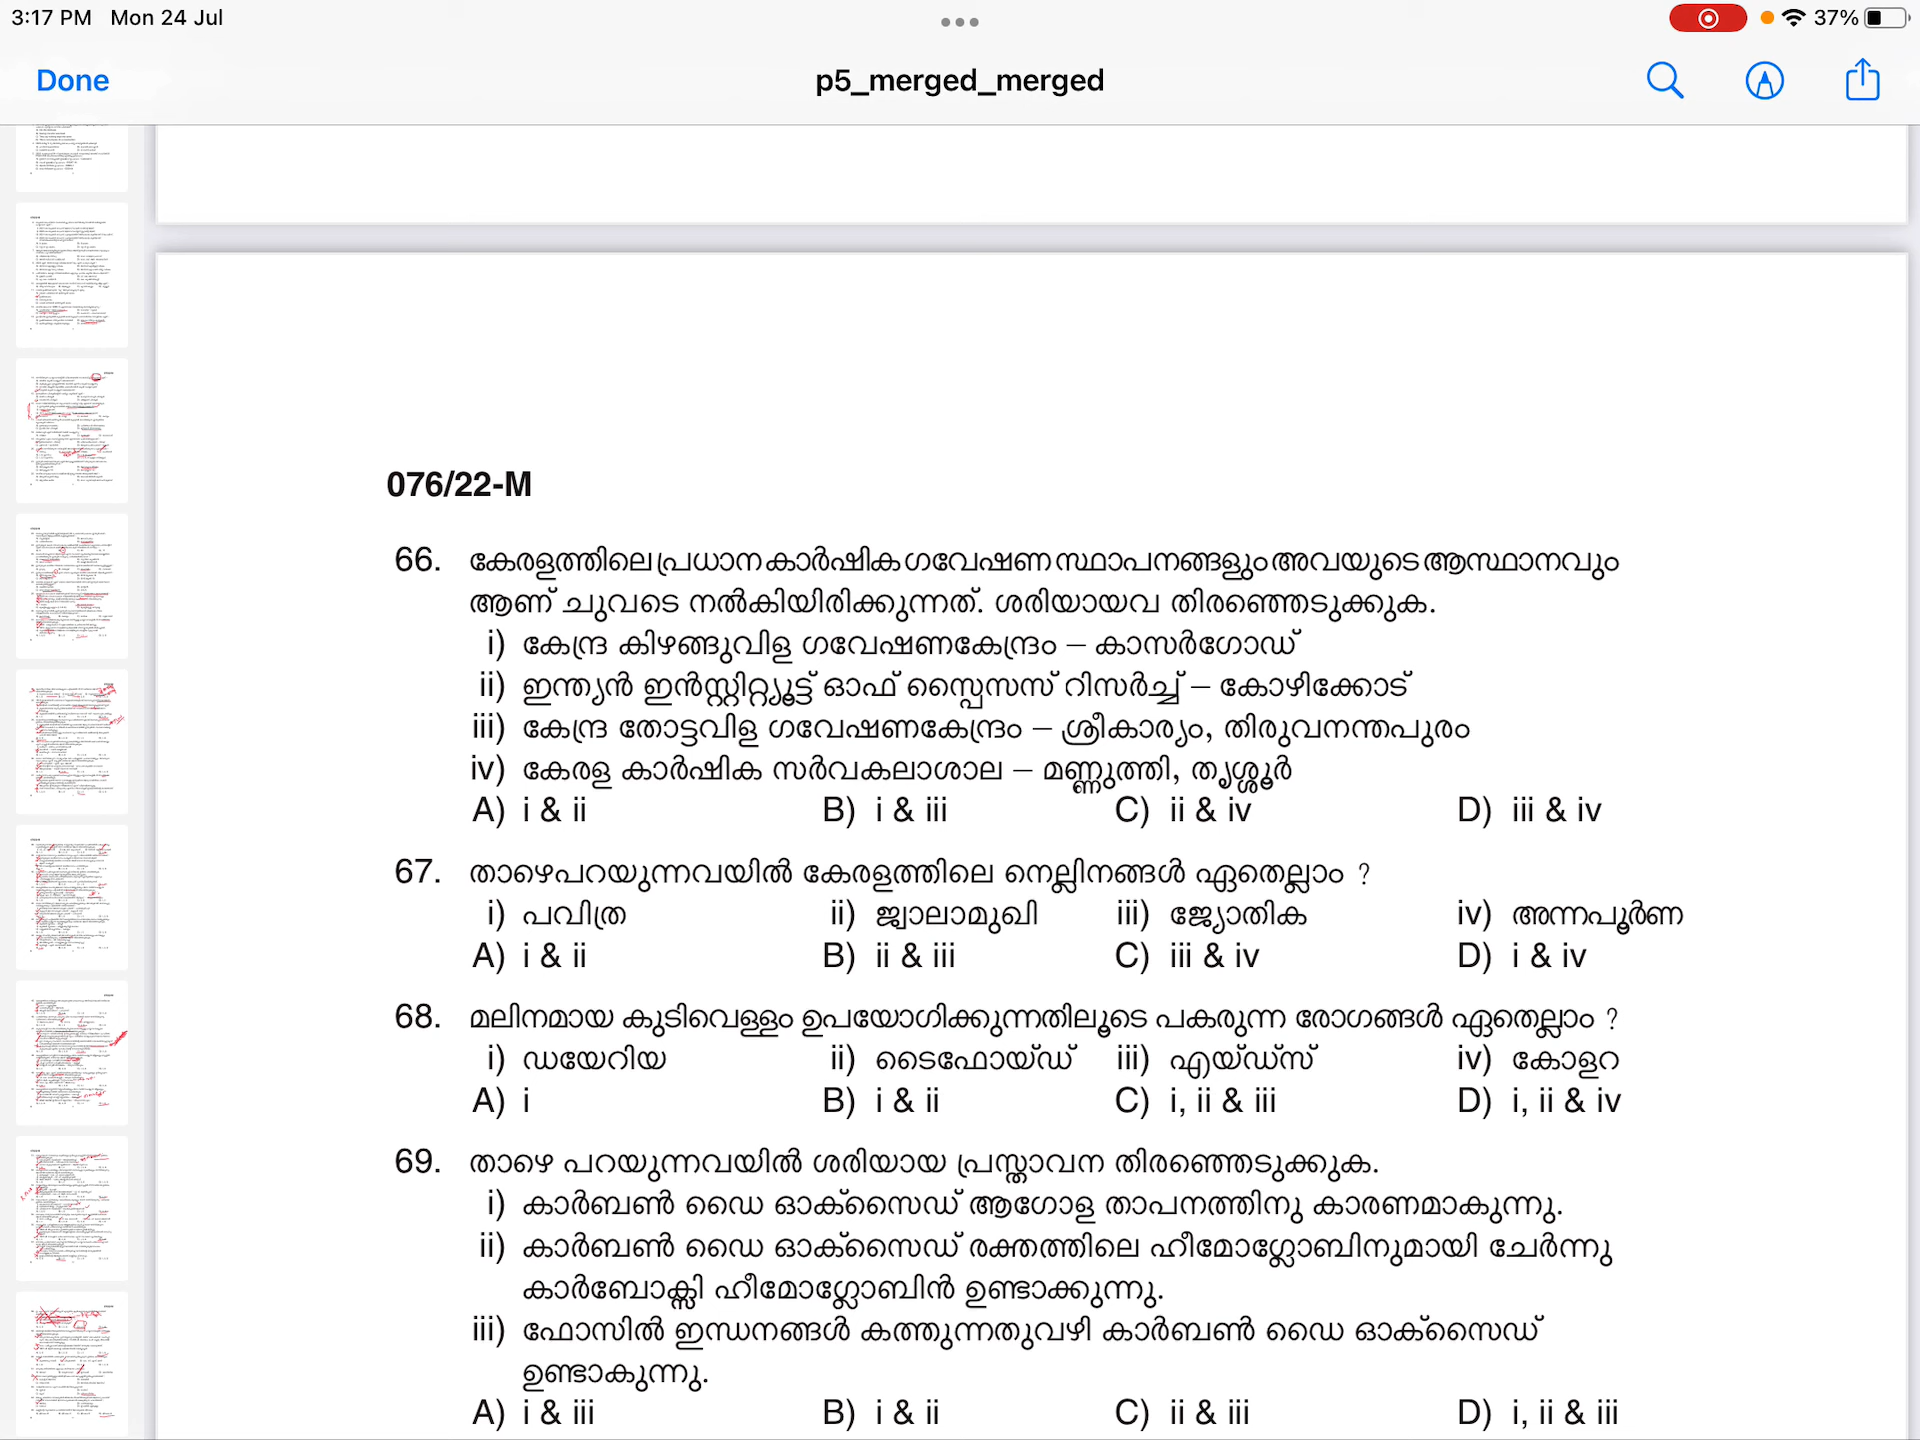 3:17 PM Mon 24 Jul
37%
Done
p5_merged_merged
076/22-M
66. കേരളത്തിലെ പ്രധാന കാർഷിക ഗവേഷണ സ്ഥാപനങ്ങളും അവയുടെ ആസ്ഥാനവും
ആണ് ചുവടെ നൽകിയിരിക്കുന്നത്. ശരിയായവ തിരഞ്ഞെടുക്കുക.
i) കേന്ദ്ര കിഴങ്ങുവിള ഗവേഷണകേന്ദ്രം – കാസർഗോഡ്
ii) ഇന്ത്യൻ ഇൻസ്റ്റിറ്റ്യൂട്ട് ഓഫ് സ്പൈസസ് റിസർച്ച് – കോഴിക്കോട്
iii) കേന്ദ്ര തോട്ടവിള ഗവേഷണകേന്ദ്രം – ശ്രീകാര്യം, തിരുവനന്തപുരം
iv) കേരള കാർഷിക സർവകലാശാല – മണ്ണുത്തി, തൃശ്ശൂർ
A) i & ii B) i & iii C) ii & iv D) iii & iv
67. താഴെപറയുന്നവയിൽ കേരളത്തിലെ നെല്ലിനങ്ങൾ ഏതെല്ലാം ?
i) പവിത്ര ii) ജ്വാലാമുഖി iii) ജ്യോതിക iv) അന്നപൂർണ
A) i & ii B) ii & iii C) iii & iv D) i & iv
68. മലിനമായ കുടിവെള്ളം ഉപയോഗിക്കുന്നതിലൂടെ പകരുന്ന രോഗങ്ങൾ ഏതെല്ലാം ?
i) ഡയേറിയ ii) ടൈഫോയ്ഡ് iii) എയ്ഡ്സ് iv) കോളറ
A) i B) i & ii C) i, ii & iii D) i, ii & iv
69. താഴെ പറയുന്നവയിൽ ശരിയായ പ്രസ്താവന തിരഞ്ഞെടുക്കുക.
i) കാർബൺ ഡൈ ഓക്സൈഡ് ആഗോള താപനത്തിനു കാരണമാകുന്നു.
ii) കാർബൺ ഡൈ ഓക്സൈഡ് രക്തത്തിലെ ഹീമോഗ്ലോബിനുമായി ചേർന്നു
കാർബോക്സി ഹീമോഗ്ലോബിൻ ഉണ്ടാക്കുന്നു.
iii) ഫോസിൽ ഇന്ധനങ്ങൾ കത്തുന്നതുവഴി കാർബൺ ഡൈ ഓക്സൈഡ്
ഉണ്ടാകുന്നു.
A) i & iii B) i & ii C) ii & iii D) i, ii & iii